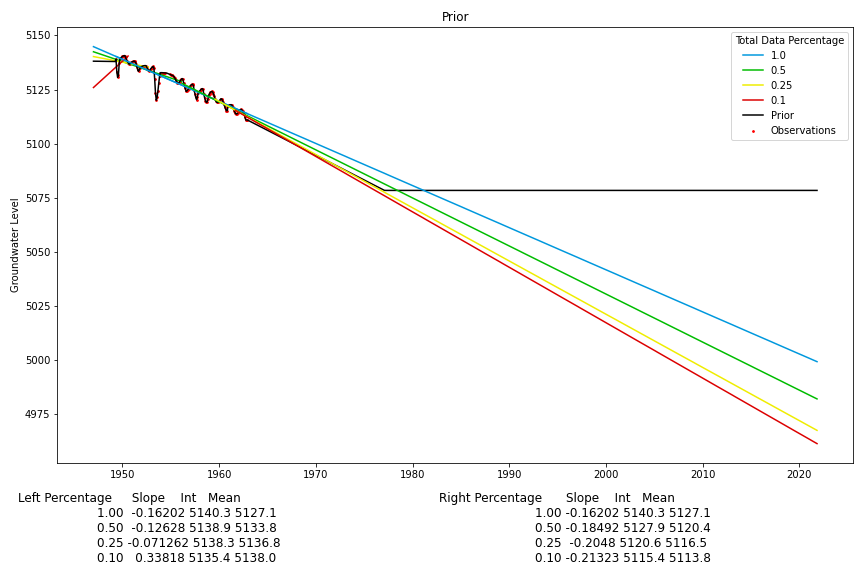 Prior
5150
5125
5100
5075
5050
5025
5000
4975
Groundwater Level
Total Data Percentage
1.0
0.5
0.25
0.1
Prior
Observations
1950 1960 1970 1980 1990 2000 2010 2020
Left Percentage Slope Int Mean
1.00 -0.16202 5140.3 5127.1
0.50 -0.12628 5138.9 5133.8
0.25 -0.071262 5138.3 5136.8
0.10 0.33818 5135.4 5138.0
Right Percentage Slope Int Mean
1.00 -0.16202 5140.3 5127.1
0.50 -0.18492 5127.9 5120.4
0.25 -0.2048 5120.6 5116.5
0.10 -0.21323 5115.4 5113.8